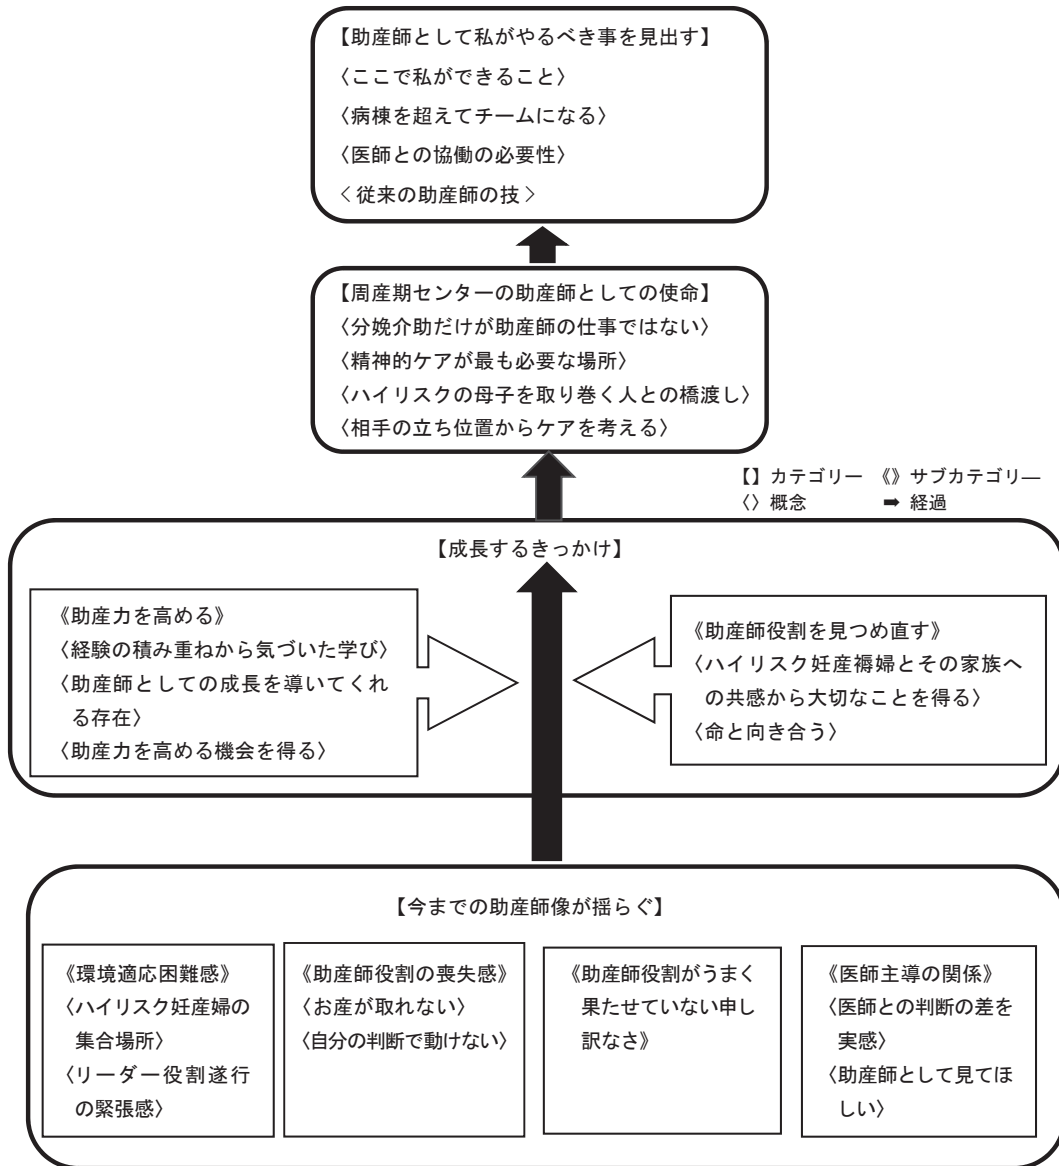 【助産師として私がやるべき事を見出す】
〈ここで私ができること〉
〈病棟を超えてチームになる〉
〈医師との協働の必要性〉
〈従来の助産師の技〉
【周産期センターの助産師としての使命】
〈分娩介助だけが助産師の仕事ではない〉
〈精神的ケアが最も必要な場所〉
〈ハイリスクの母子を取り巻く人との橋渡し〉
〈相手の立ち位置からケアを考える〉
【】カテゴリー 《》サブカテゴリ―
〈〉概念 ➡ 経過
【成長するきっかけ】
《助産力を高める》
〈経験の積み重ねから気づいた学び〉
〈助産師としての成長を導いてくれ
る存在〉
〈助産力を高める機会を得る〉
《助産師役割を見つめ直す》
〈ハイリスク妊産褥婦とその家族へ
の共感から大切なことを得る〉
〈命と向き合う〉
【今までの助産師像が揺らぐ】
《環境適応困難感》
〈ハイリスク妊産婦の
集合場所〉
〈リーダー役割遂行
の緊張感〉
《助産師役割の喪失感》
〈お産が取れない〉
〈自分の判断で動けない〉
《助産師役割がうまく
果たせていない申し
訳なさ》
《医師主導の関係》
〈医師との判断の差を
実感〉
〈助産師として見てほ
しい〉